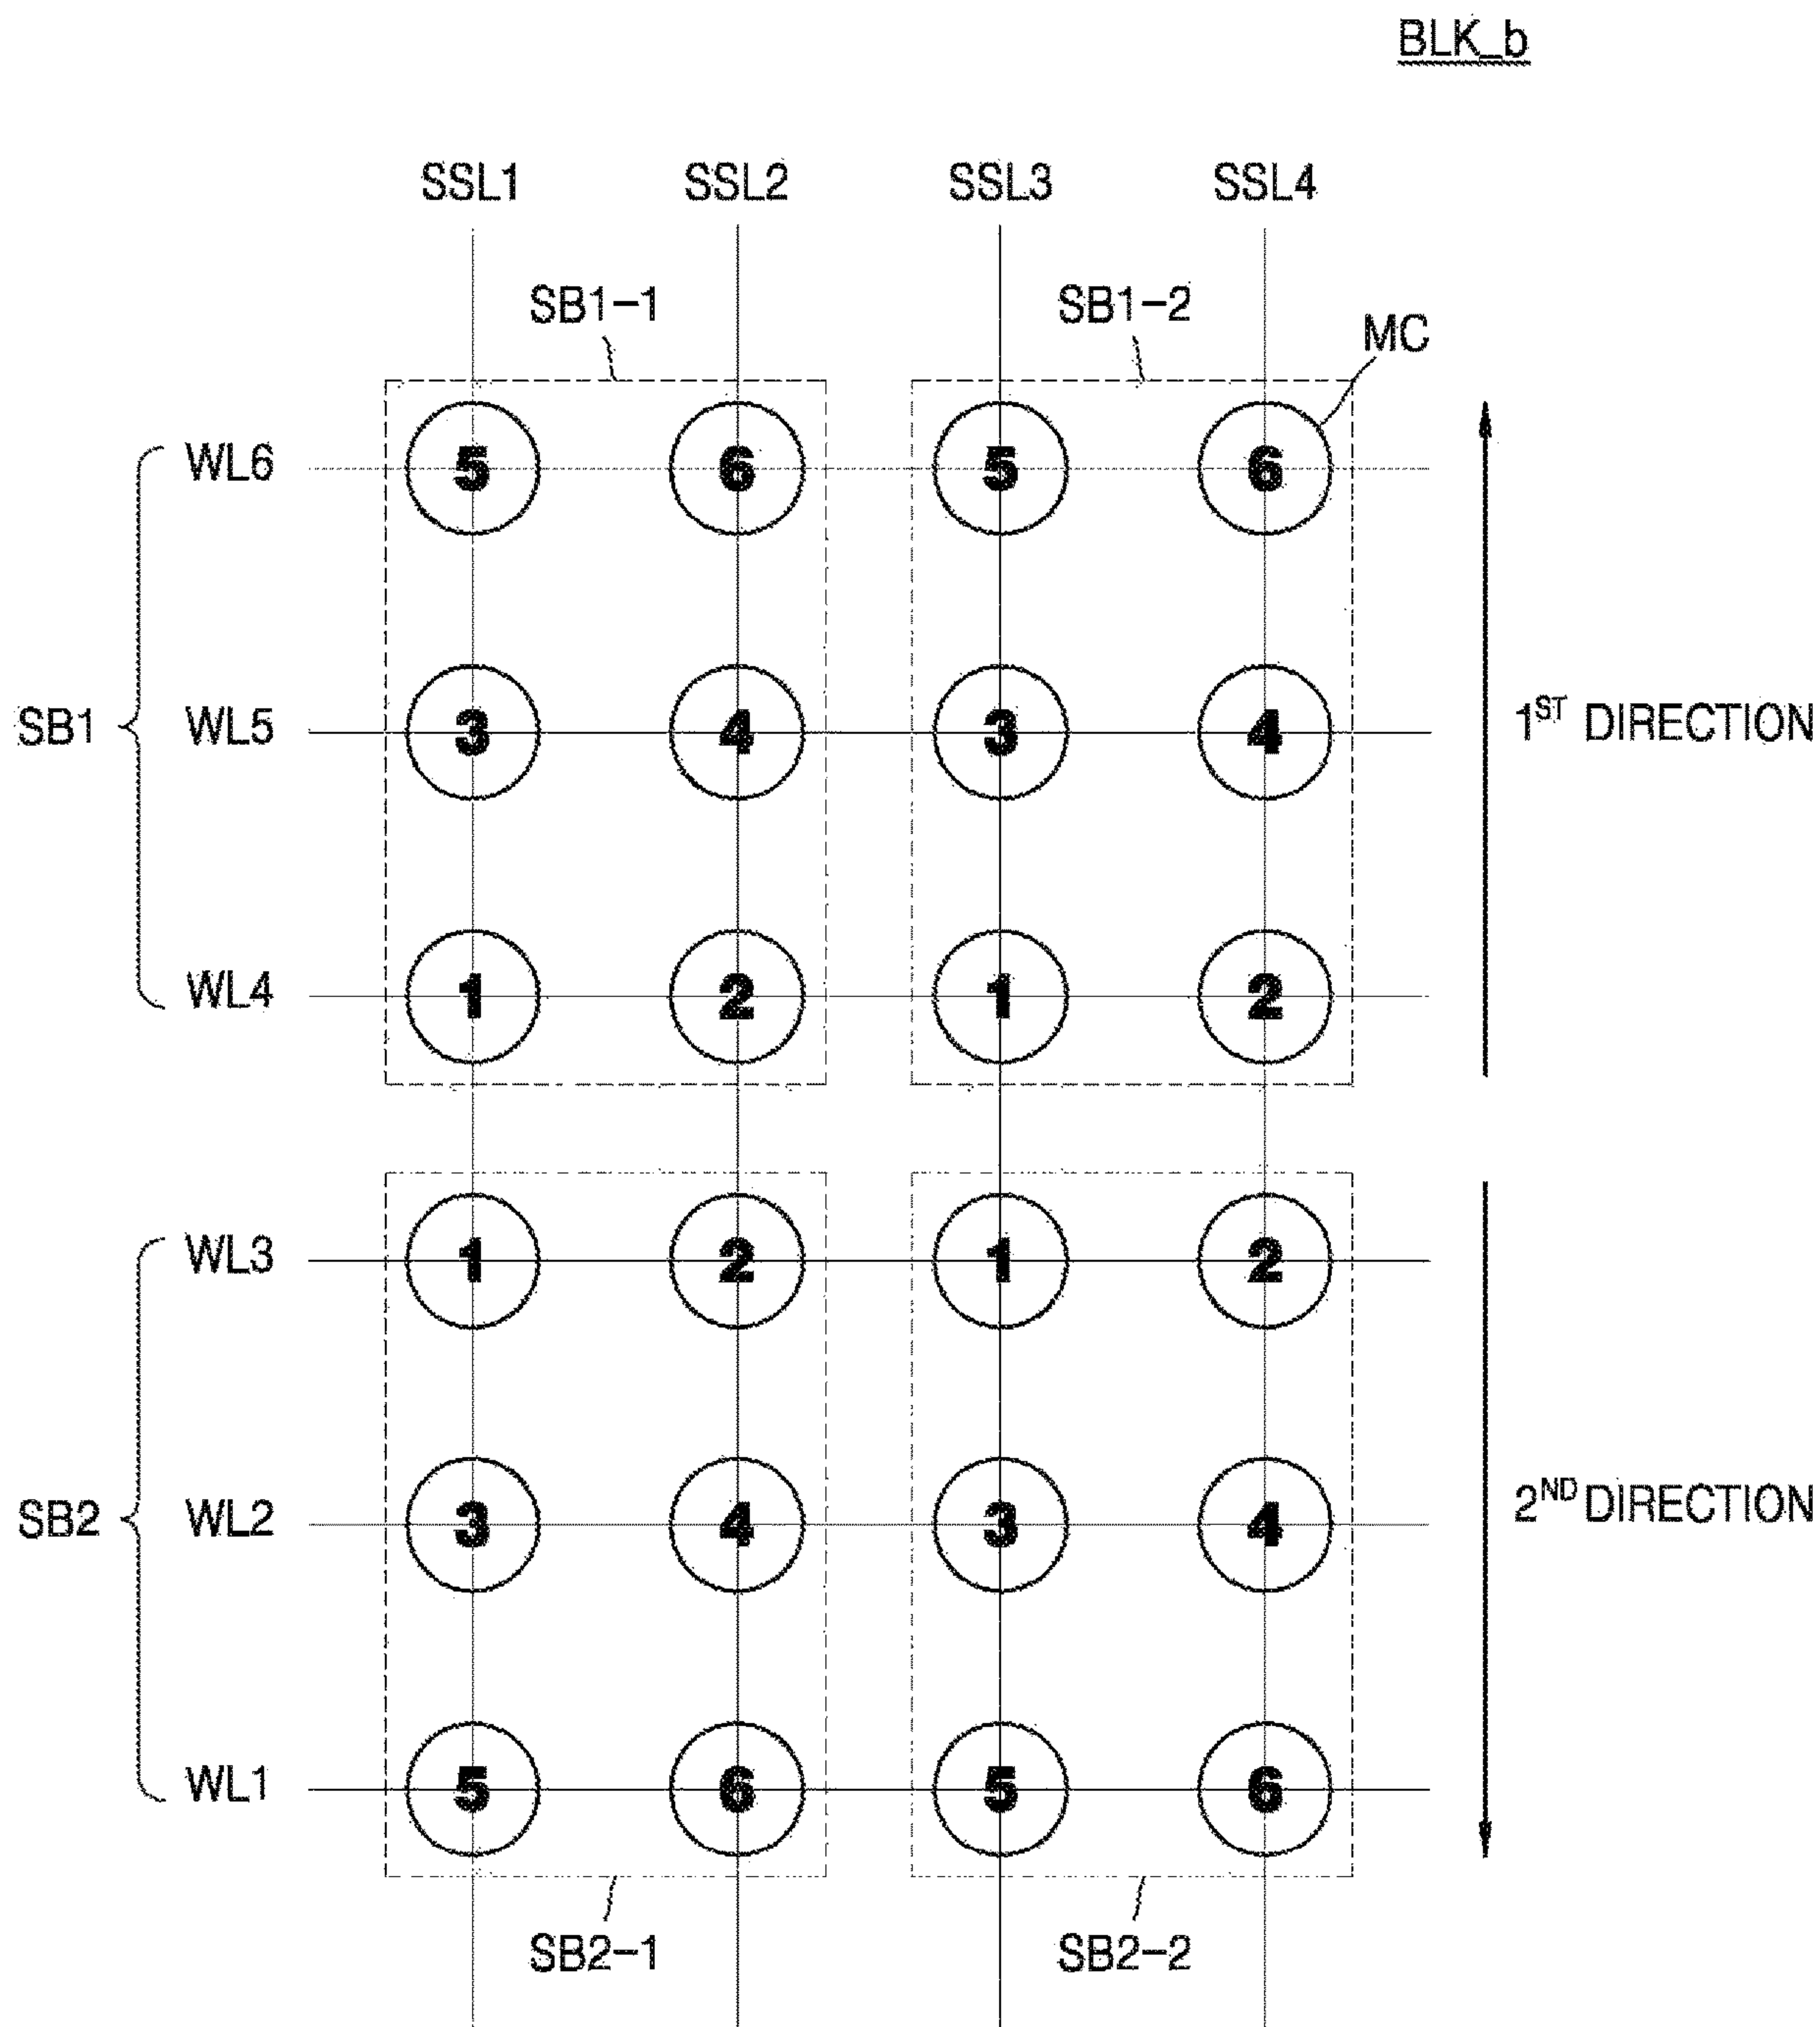 BLK_b
SSL1 SSL2 SSL3 SSL4
SB1-1 SB1-2
MC
WL6 5 6 5 6
SB1 WL5 3 4 3 4 1ST DIRECTION
WL4 1 2 1 2
WL3 1 2 1 2
SB2 WL2 3 4 3 4 2ND DIRECTION
WL1 5 6 5 6
SB2-1 SB2-2